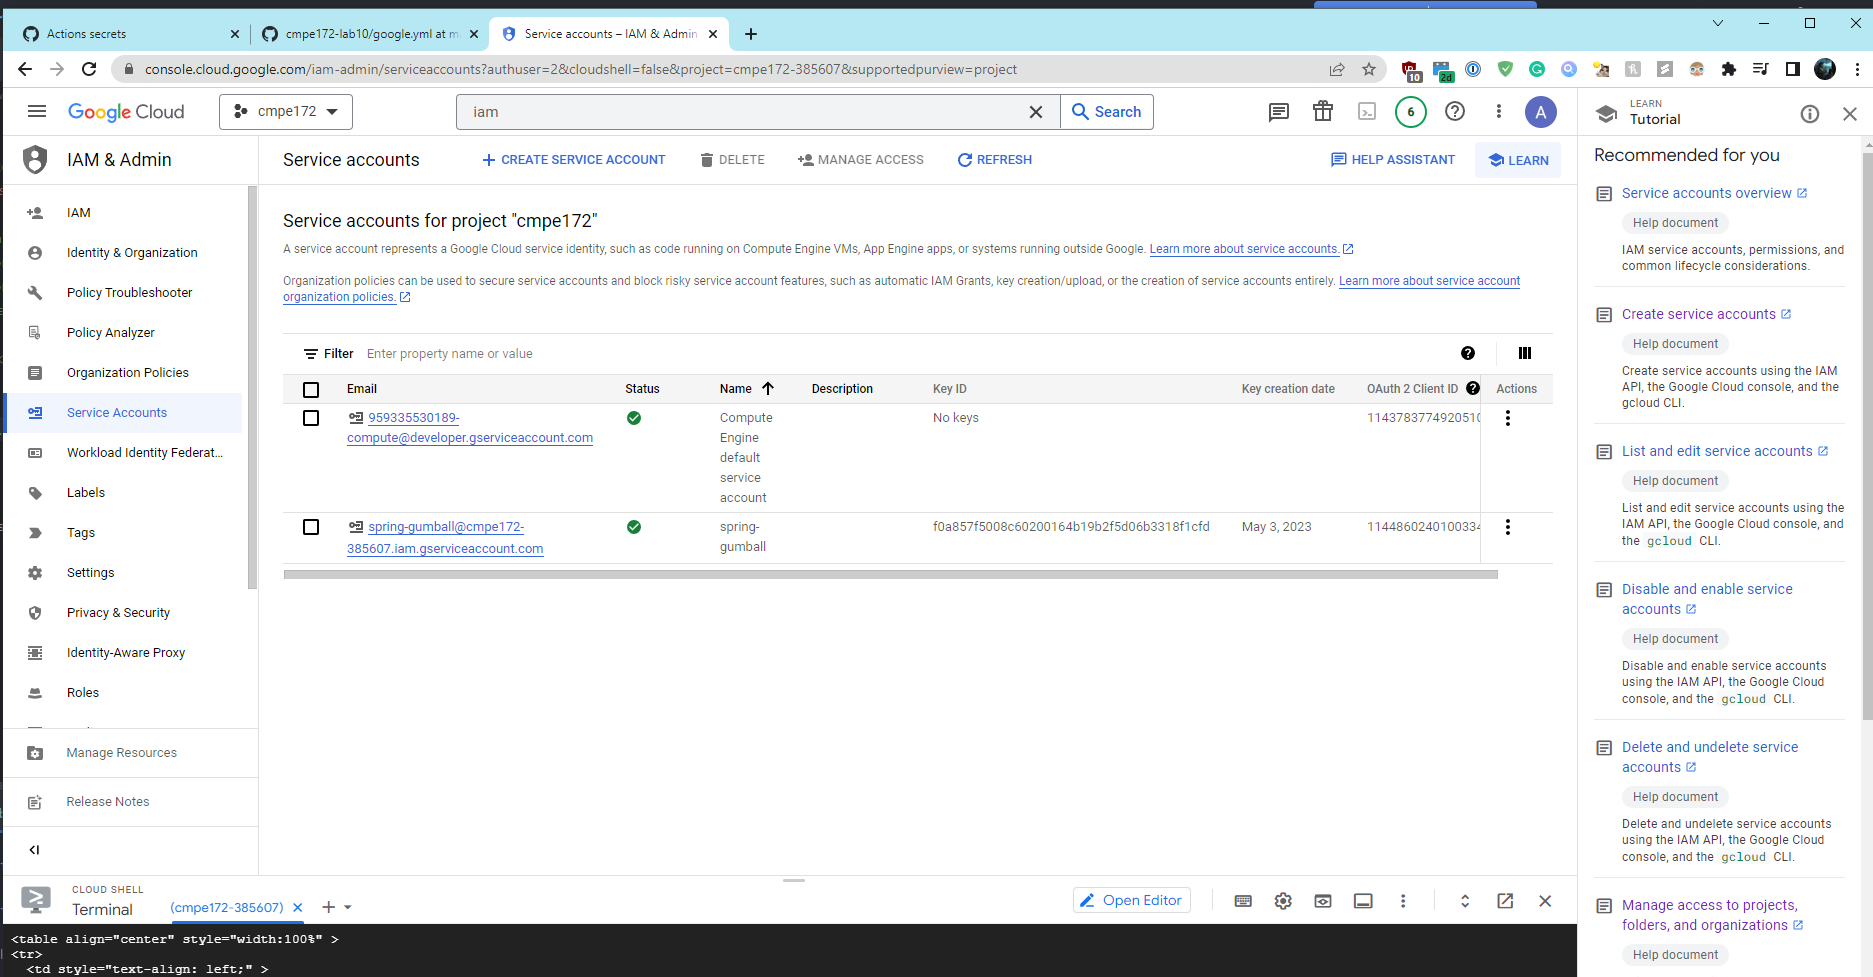 Actions secrets
cmpe172-lab10/google.yml at m
Service accounts – IAM & Admin
console.cloud.google.com/iam-admin/serviceaccounts?authuser=2&cloudshell=false&project=cmpe172-385607&supportedpurview=project
10
2d
Google Cloud
cmpe172
iam
Search
6
A
LEARN
Tutorial
IAM & Admin
IAM
Identity & Organization
Policy Troubleshooter
Policy Analyzer
Organization Policies
Service Accounts
Workload Identity Federat...
Labels
Tags
Settings
Privacy & Security
Identity-Aware Proxy
Roles
Manage Resources
Release Notes
Service accounts
CREATE SERVICE ACCOUNT
DELETE
MANAGE ACCESS
REFRESH
HELP ASSISTANT
LEARN
Service accounts for project "cmpe172"
A service account represents a Google Cloud service identity, such as code running on Compute Engine VMs, App Engine apps, or systems running outside Google. Learn more about service accounts.
Organization policies can be used to secure service accounts and block risky service account features, such as automatic IAM Grants, key creation/upload, or the creation of service accounts entirely. Learn more about service account
organization policies.
Filter Enter property name or value
Email Status Name Description Key ID Key creation date OAuth 2 Client ID Actions
959335530189-
compute@developer.gserviceaccount.com
Compute
Engine
default
service
account
No keys
1143783774920510
spring-gumball@cmpe172-
385607.iam.gserviceaccount.com
spring-
gumball
f0a857f5008c60200164b19b2f5d06b3318f1cfd
May 3, 2023
1144860240100334
Recommended for you
Service accounts overview
Help document
IAM service accounts, permissions, and
common lifecycle considerations.
Create service accounts
Help document
Create service accounts using the IAM
API, the Google Cloud console, and the
gcloud CLI.
List and edit service accounts
Help document
List and edit service accounts using the
IAM API, the Google Cloud console, and
the gcloud CLI.
Disable and enable service
accounts
Help document
Disable and enable service accounts
using the IAM API, the Google Cloud
console, and the gcloud CLI.
Delete and undelete service
accounts
Help document
Delete and undelete service accounts
using the IAM API, the Google Cloud
console, and the gcloud CLI.
Manage access to projects,
folders, and organizations
Help document
CLOUD SHELL
Terminal
(cmpe172-385607)
Open Editor
<table align="center" style="width:100%" >
<tr>
<td style="text-align: left;" >